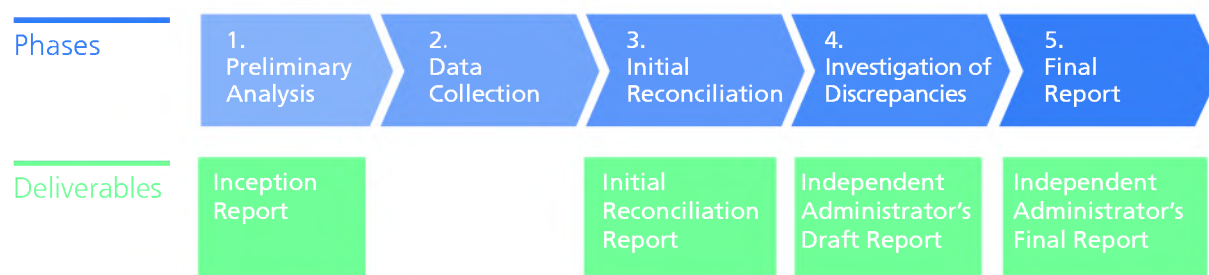 Phases
1.
Preliminary
Analysis
2.
Data
Collection
3.
Initial
Reconciliation
4.
Investigation of
Discrepancies
5.
Final
Report
Deliverables
Inception
Report
Initial
Reconciliation
Report
Independent
Administrator's
Draft Report
Independent
Administrator's
Final Report